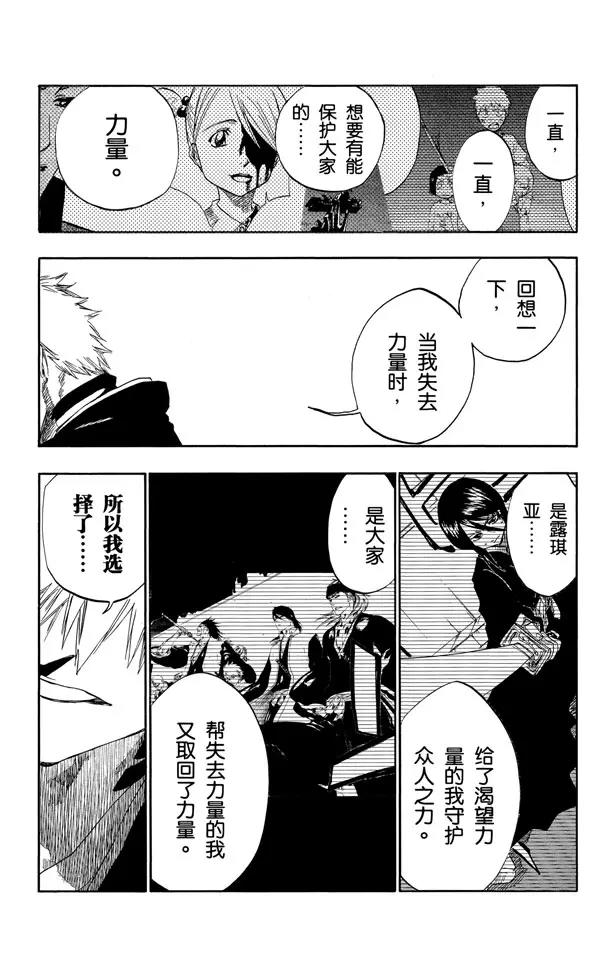 一直，
一直，
想要有能
保护大家
的……
力量。
回想一
下，
当我失去
力量时，
是露琪
亚……
给了渴望力
量的我守护
众人之力。
是大家
……
帮失去力量的我
又取回了力量。
所以我选
择了……